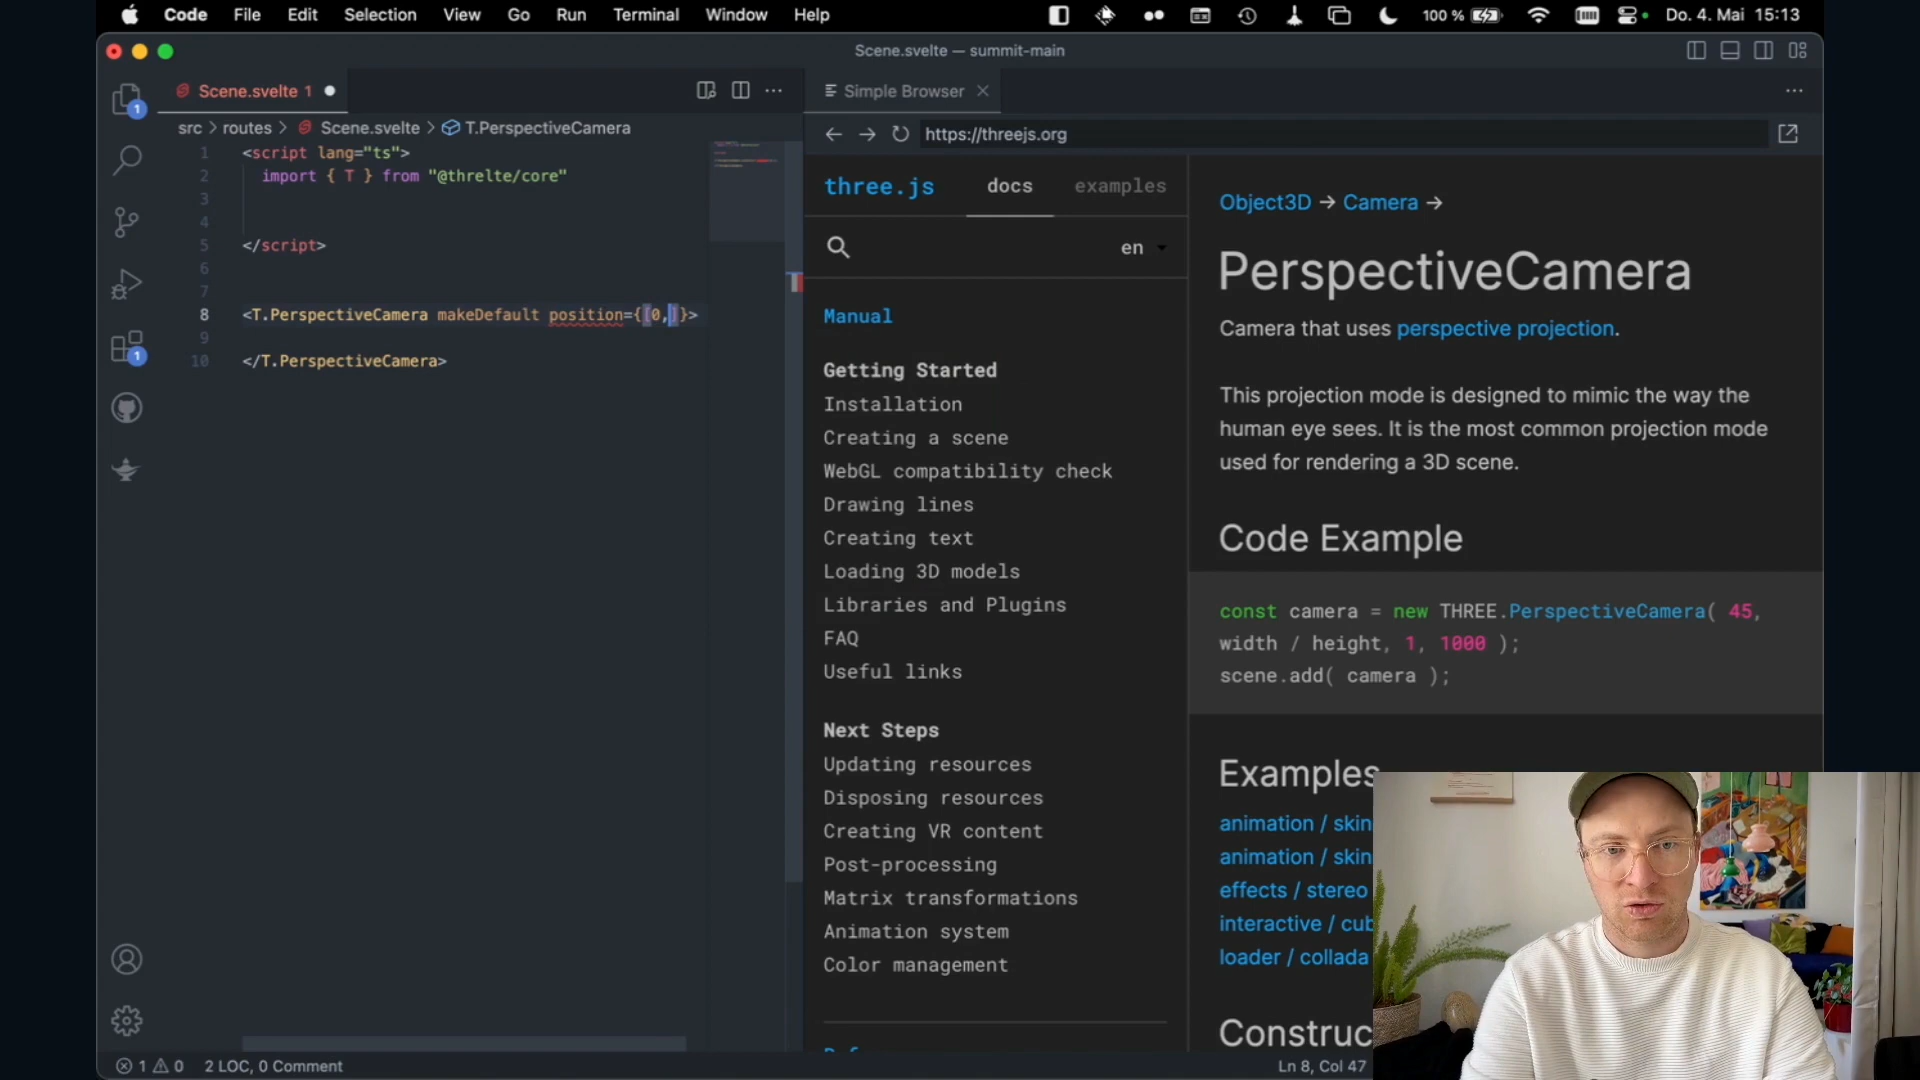 Code File Edit Selection View Go Run Terminal Window Help 100 % Do. 4. Mai 15:13
Scene.svelte — summit-main
Scene.svelte 1
src > routes > Scene.svelte > T.PerspectiveCamera
1 <script lang="ts">
2 import { T } from "@threlte/core"
3
4
5 </script>
6
7
8 <T.PerspectiveCamera makeDefault position={[0,]}>
9
10 </T.PerspectiveCamera>
1
1
1 0 2 LOC, 0 Comment
Simple Browser
https://threejs.org
three.js docs examples
en
Manual
Getting Started
Installation
Creating a scene
WebGL compatibility check
Drawing lines
Creating text
Loading 3D models
Libraries and Plugins
FAQ
Useful links
Next Steps
Updating resources
Disposing resources
Creating VR content
Post-processing
Matrix transformations
Animation system
Color management
Object3D → Camera →
PerspectiveCamera
Camera that uses perspective projection.
This projection mode is designed to mimic the way the
human eye sees. It is the most common projection mode
used for rendering a 3D scene.
Code Example
const camera = new THREE.PerspectiveCamera( 45,
width / height, 1, 1000 );
scene.add( camera );
Examples
animation / skin
animation / skin
effects / stereo
interactive / cub
loader / collada
Construc
Ln 8, Col 47